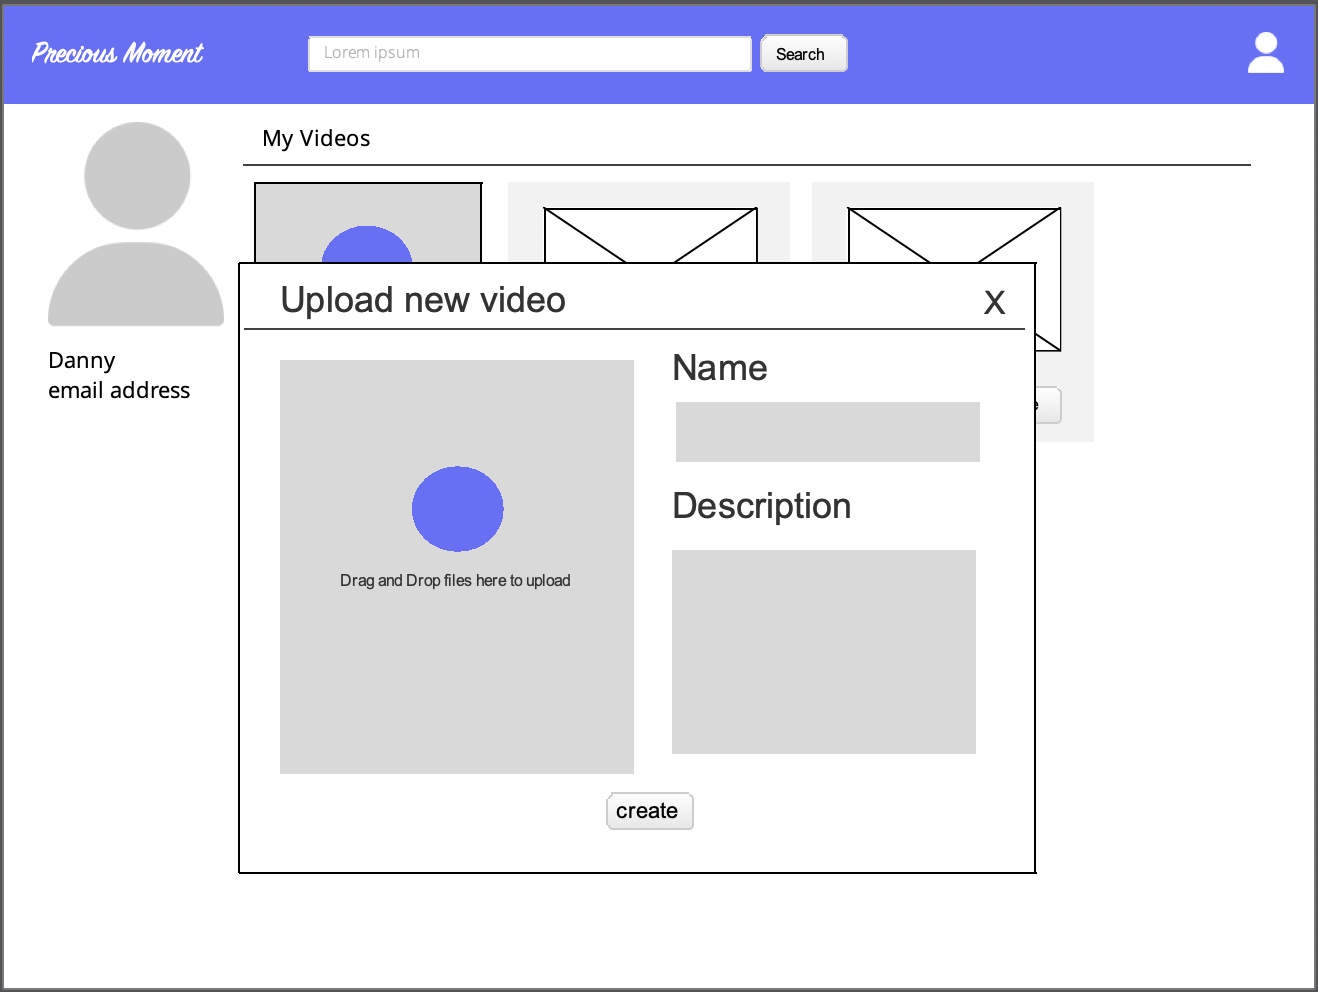 Precious Moment
Lorem ipsum
Search
My Videos
Danny
email address
Upload new video
X
Name
Description
Drag and Drop files here to upload
create